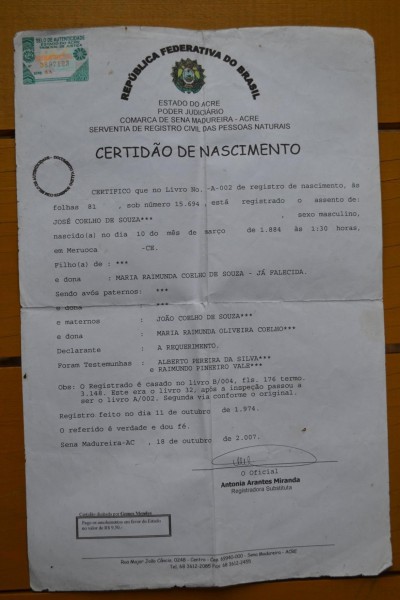 REPÚBLICA FEDERATIVA DO BRASIL
ESTADO DO ACRE
PODER JUDICIÁRIO
COMARCA DE SENA MADUREIRA - ACRE
SERVENTIA DE REGISTRO CIVIL DAS PESSOAS NATURAIS
CERTIDÃO DE NASCIMENTO
CERTIFICO que no Livro No. -A-002 de registro de nascimento, às
folhas 81 , sob número 15.694 , está registrado o assento de:
JOSÉ COELHO DE SOUZA*** , sexo masculino,
nascido(a) no dia 10 do mês de março de 1.884 às 1:30 horas,
em Meruoca -CE.
Filho(a) de : ***
e dona : MARIA RAIMUNDA COELHO DE SOUZA - JÁ FALECIDA.
Sendo avós paternos: ***
e dona : ***
e maternos : JOÃO COELHO DE SOUZA***
e dona : MARIA RAIMUNDA OLIVEIRA COELHO***
Declarante : A REQUERIMENTO.
Foram Testemunhas : ALBERTO PEREIRA DA SILVA***
e RAIMUNDO PINHEIRO VALE***
Obs: O Registrado é casado no livro B/004, fls. 176 termo
3.148. Este era o livro 32, após a inspeção passou a
ser o livro A/002. Segunda via conforme o original.
Registro feito no dia 11 de outubro de 1.974.
O referido é verdade e dou fé.
Sena Madureira-AC , 18 de outubro de 2.007.
O Oficial
Antonia Arantes Miranda
Registradora Substituta